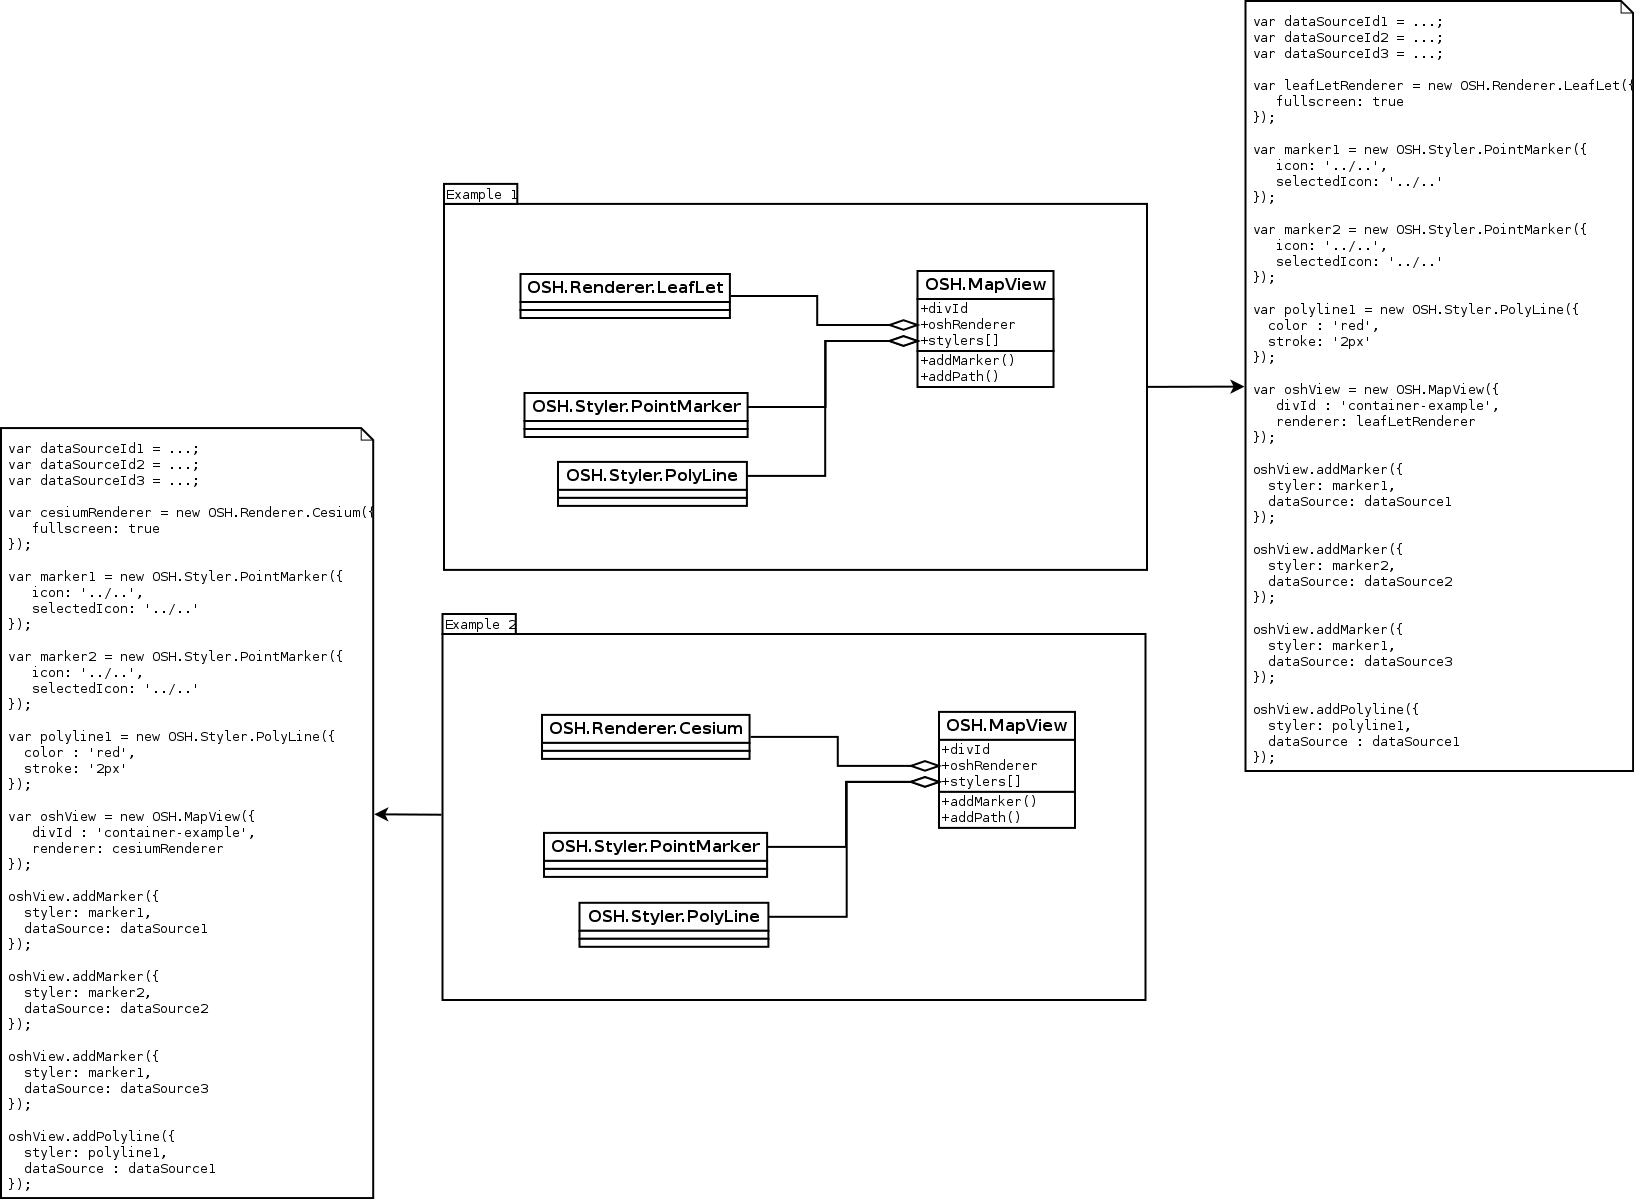 var dataSourceId1 = ...;
var dataSourceId2 = ...;
var dataSourceId3 = ...;
var leafLetRenderer = new OSH.Renderer.LeafLet({
fullscreen: true
});
var marker1 = new OSH.Styler.PointMarker({
icon: '../..',
selectedIcon: '../..'
});
var marker2 = new OSH.Styler.PointMarker({
icon: '../..',
selectedIcon: '../..'
});
var polyline1 = new OSH.Styler.PolyLine({
color : 'red',
stroke: '2px'
});
var oshView = new OSH.MapView({
divId : 'container-example',
renderer: leafLetRenderer
});
oshView.addMarker({
styler: marker1,
dataSource: dataSource1
});
oshView.addMarker({
styler: marker2,
dataSource: dataSource2
});
oshView.addMarker({
styler: marker1,
dataSource: dataSource3
});
oshView.addPolyline({
styler: polyline1,
dataSource : dataSource1
});
Example 1
OSH.Renderer.LeafLet
OSH.MapView
+divId
+oshRenderer
+stylers[]
+addMarker()
+addPath()
OSH.Styler.PointMarker
OSH.Styler.PolyLine
var dataSourceId1 = ...;
var dataSourceId2 = ...;
var dataSourceId3 = ...;
var cesiumRenderer = new OSH.Renderer.Cesium({
fullscreen: true
});
var marker1 = new OSH.Styler.PointMarker({
icon: '../..',
selectedIcon: '../..'
});
var marker2 = new OSH.Styler.PointMarker({
icon: '../..',
selectedIcon: '../..'
});
var polyline1 = new OSH.Styler.PolyLine({
color : 'red',
stroke: '2px'
});
var oshView = new OSH.MapView({
divId : 'container-example',
renderer: cesiumRenderer
});
oshView.addMarker({
styler: marker1,
dataSource: dataSource1
});
oshView.addMarker({
styler: marker2,
dataSource: dataSource2
});
oshView.addMarker({
styler: marker1,
dataSource: dataSource3
});
oshView.addPolyline({
styler: polyline1,
dataSource : dataSource1
});
Example 2
OSH.Renderer.Cesium
OSH.MapView
+divId
+oshRenderer
+stylers[]
+addMarker()
+addPath()
OSH.Styler.PointMarker
OSH.Styler.PolyLine